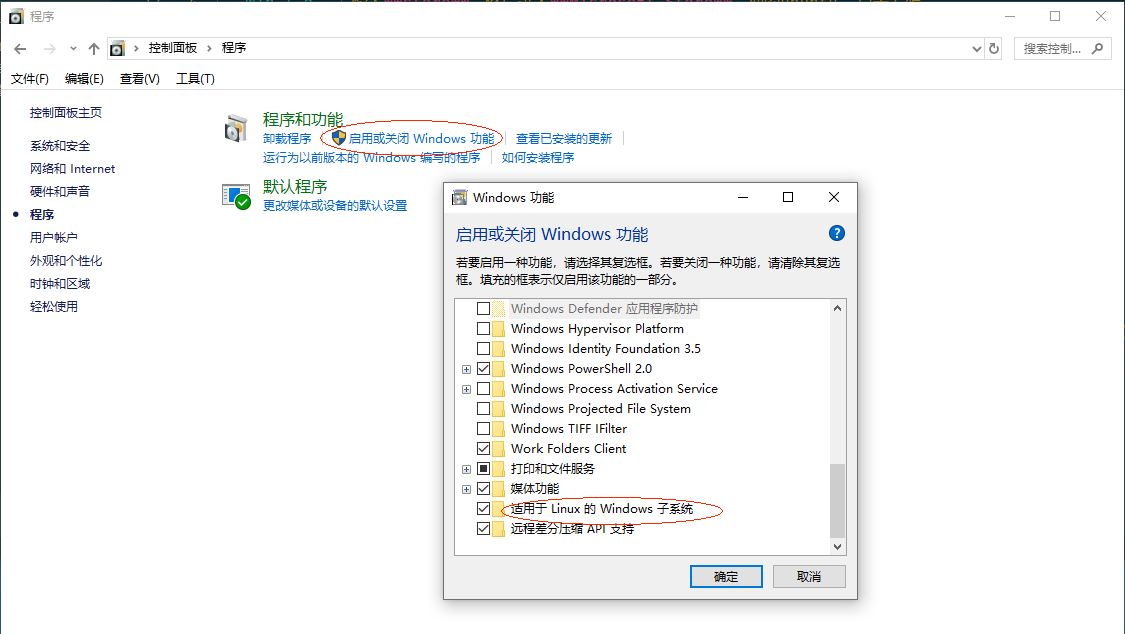 程序
控制面板 程序
搜索控制...
文件(F) 编辑(E) 查看(V) 工具(T)
控制面板主页
系统和安全
网络和 Internet
硬件和声音
程序
用户帐户
外观和个性化
时钟和区域
轻松使用
程序和功能
卸载程序 启用或关闭 Windows 功能 查看已安装的更新
运行为以前版本的 Windows 编写的程序 如何安装程序
默认程序
更改媒体或设备的默认设置
Windows 功能
启用或关闭 Windows 功能
?
若要启用一种功能，请选择其复选框。若要关闭一种功能，请清除其复选
框。填充的框表示仅启用该功能的一部分。
Windows Defender 应用程序防护
Windows Hypervisor Platform
Windows Identity Foundation 3.5
Windows PowerShell 2.0
Windows Process Activation Service
Windows Projected File System
Windows TIFF IFilter
Work Folders Client
打印和文件服务
媒体功能
适用于 Linux 的 Windows 子系统
远程差分压缩 API 支持
确定 取消